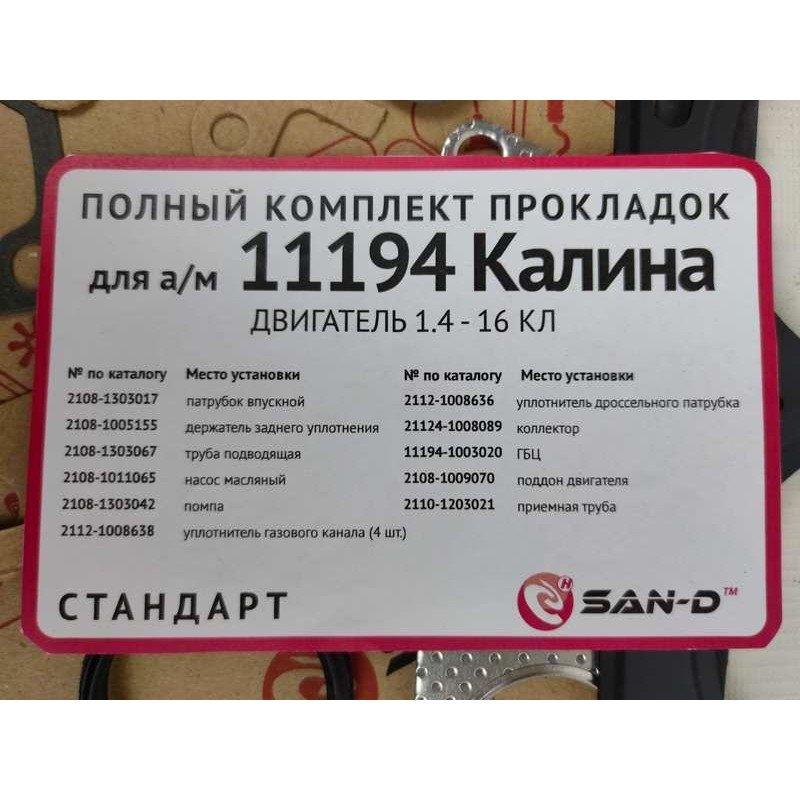 ПОЛНЫЙ КОМПЛЕКТ ПРОКЛАДОК
для а/м 11194 Калина
ДВИГАТЕЛЬ 1.4 - 16 КЛ
№ по каталогу Место установки № по каталогу Место установки
2108-1303017 патрубок впускной 2112-1008636 уплотнитель дроссельного патрубка
2108-1005155 держатель заднего уплотнения 21124-1008089 коллектор
2108-1303067 труба подводящая 11194-1003020 ГБЦ
2108-1011065 насос масляный 2108-1009070 поддон двигателя
2108-1303042 помпа 2110-1203021 приемная труба
2112-1008638 уплотнитель газового канала (4 шт.)
СТАНДАРТ H SAN-D™